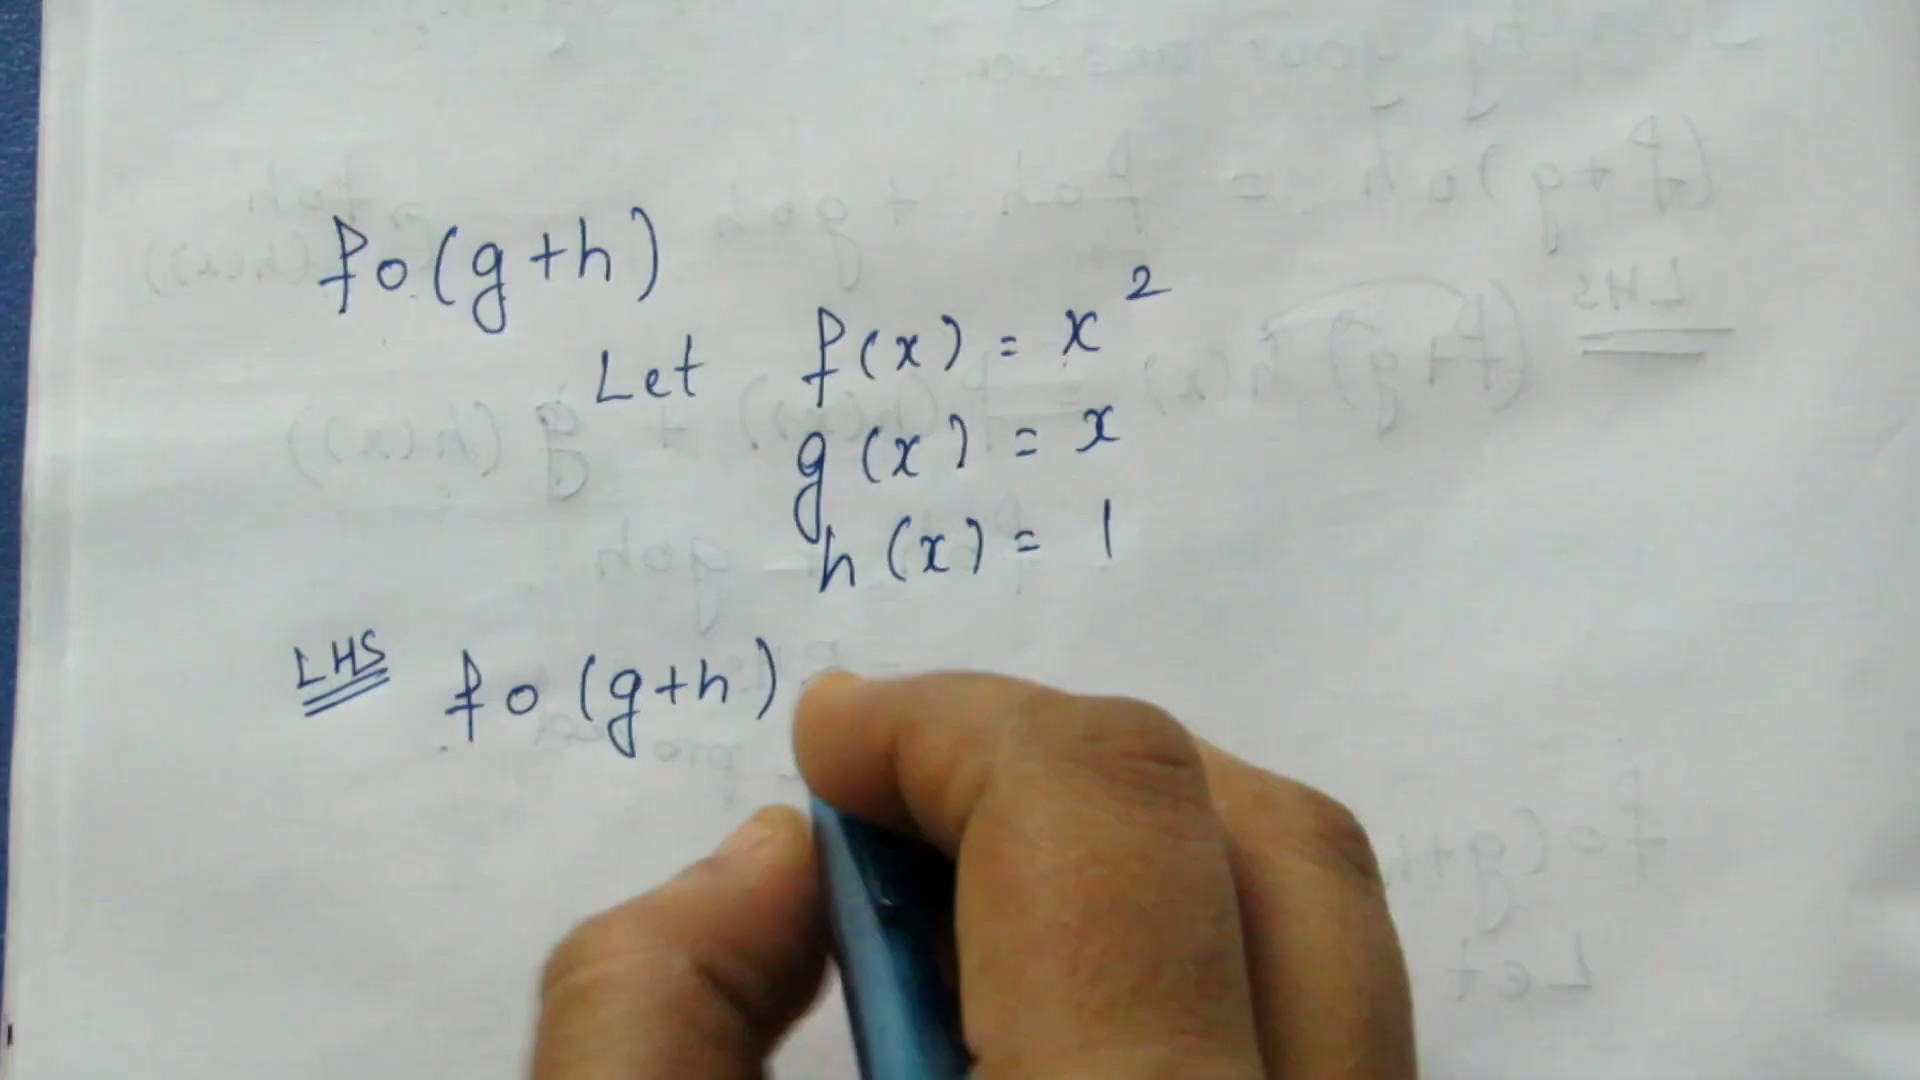 fo(g+h)
Let f(x) = x²
g(x) = x
h(x) = 1
LHS fo(g+h)